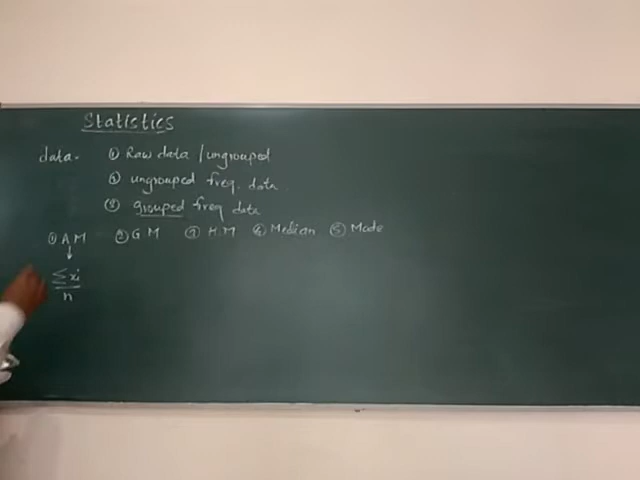 Statistics
data- ① Raw data / ungrouped
② ungrouped freq. data.
③ grouped freq data
① A M ② G M ③ H.M ④ Median ⑤ Mode
↓
Σxi
n